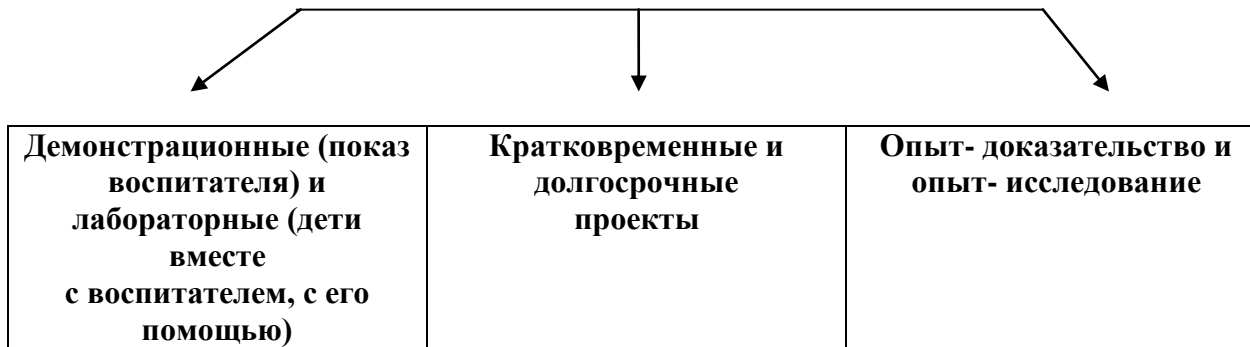 Демонстрационные (показ
воспитателя) и
лабораторные (дети
вместе
с воспитателем, с его
помощью)
Кратковременные и
долгосрочные
проекты
Опыт- доказательство и
опыт- исследование